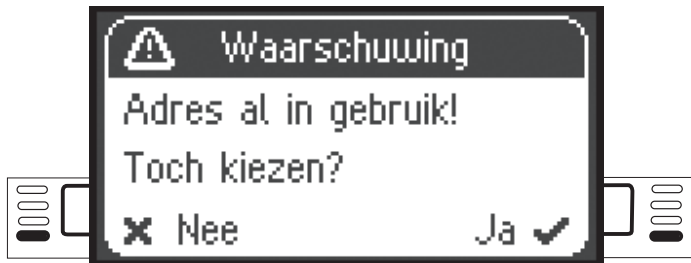 Waarschuwing
Adres al in gebruik!
Toch kiezen?
Nee Ja